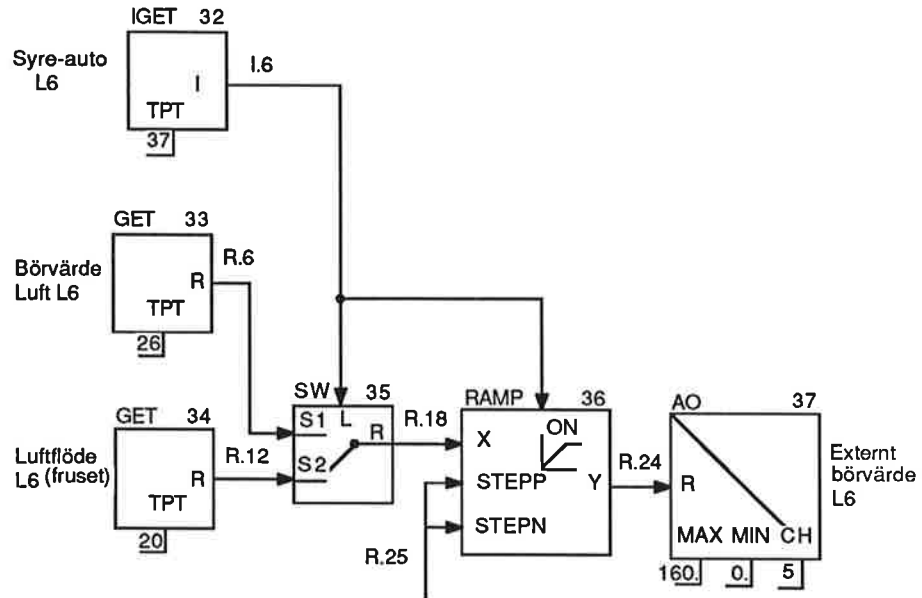 IGET 32
Syre-auto
L6
I.6
I
TPT
37
GET 33
Börvärde
Luft L6
R.6
R
TPT
26
GET 34
Luftflöde
L6 (fruset)
R.12
R
TPT
20
SW 35
S1 L
R
S2
R.18
RAMP 36
ON
X
STEPP Y
STEPN
R.25
R.24
AO 37
R
MAX MIN CH
160. 0. 5
Externt
börvärde
L6